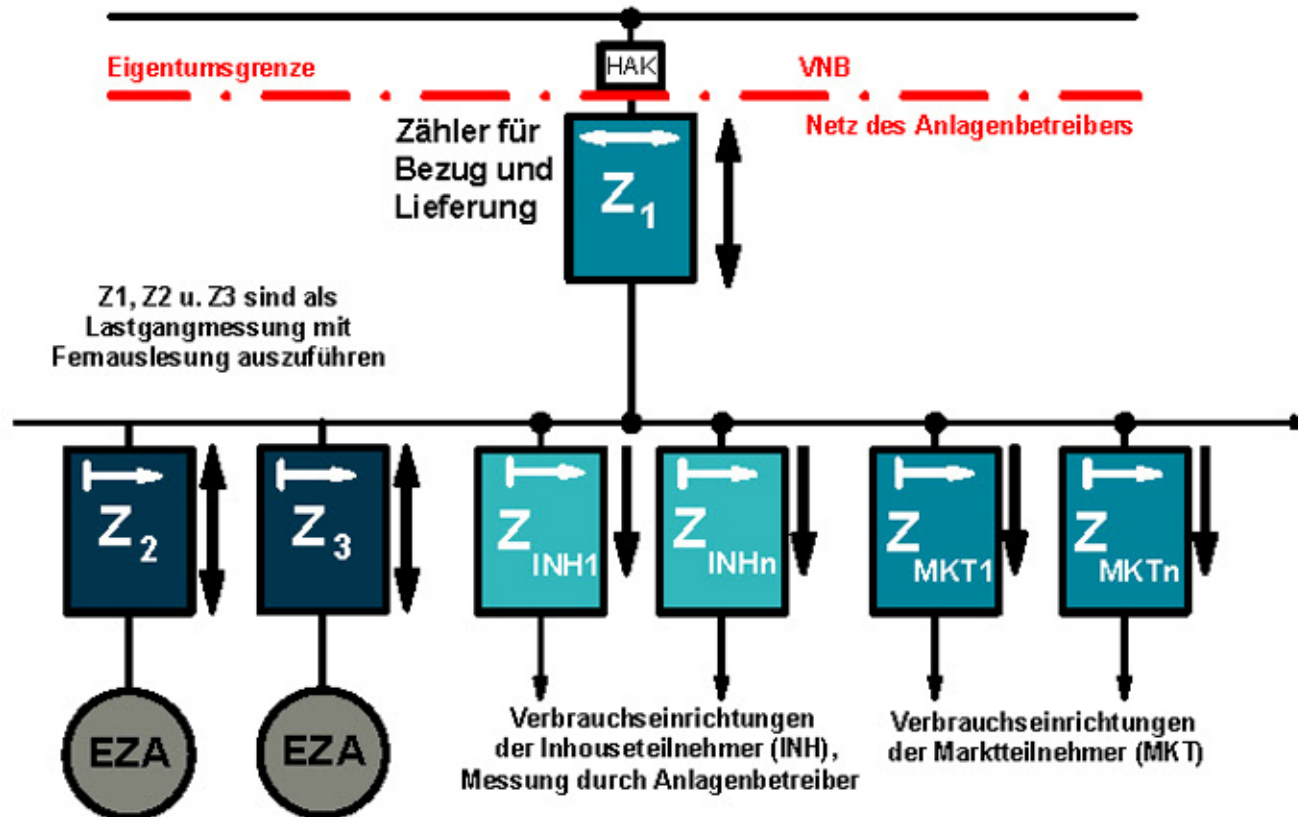 HAK
Eigentumsgrenze
VNB
Netz des Anlagenbetreibers
Zähler für
Bezug und
Lieferung
Z1
Z1, Z2 u. Z3 sind als
Lastgangmessung mit
Fernauslesung auszuführen
Z2
Z3
ZINH1
ZINHn
ZMKT1
ZMKTn
EZA
EZA
Verbrauchseinrichtungen
der Inhouseteilnehmer (INH),
Messung durch Anlagenbetreiber
Verbrauchseinrichtungen
der Marktteilnehmer (MKT)